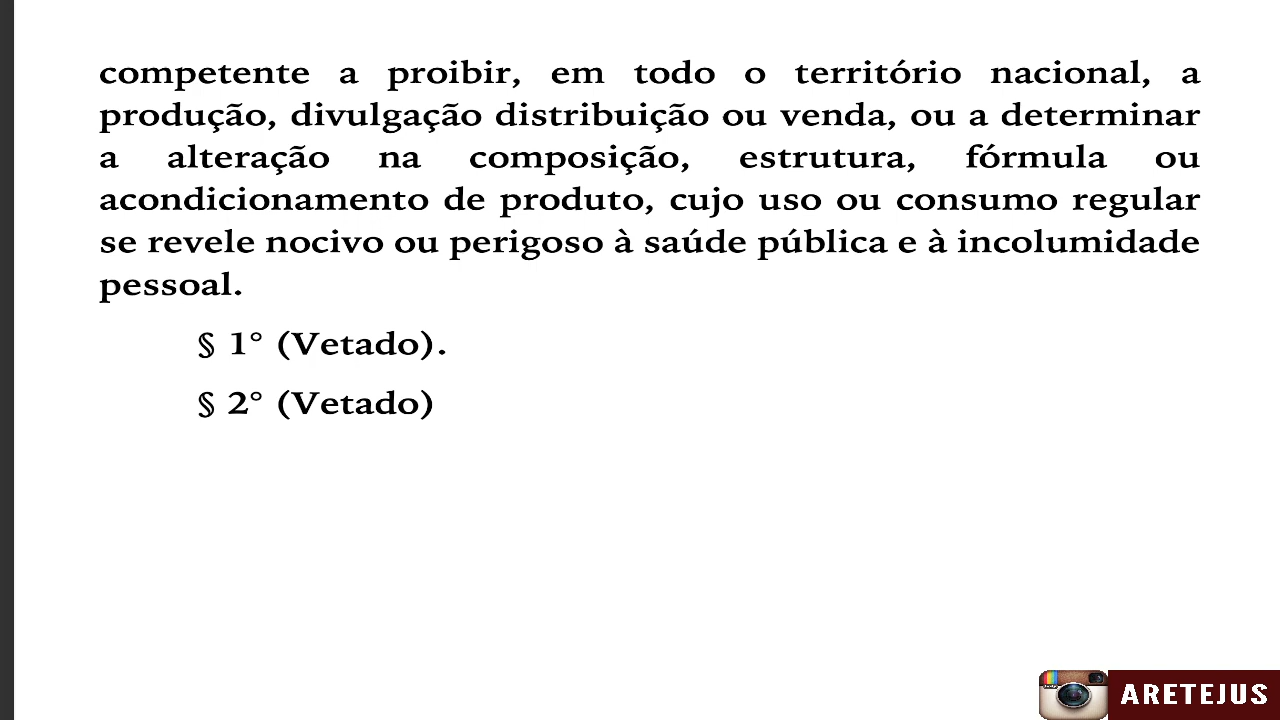 competente a proibir, em todo o território nacional, a
produção, divulgação distribuição ou venda, ou a determinar
a alteração na composição, estrutura, fórmula ou
acondicionamento de produto, cujo uso ou consumo regular
se revele nocivo ou perigoso à saúde pública e à incolumidade
pessoal.
§ 1° (Vetado).
§ 2° (Vetado)
ARETEJUS